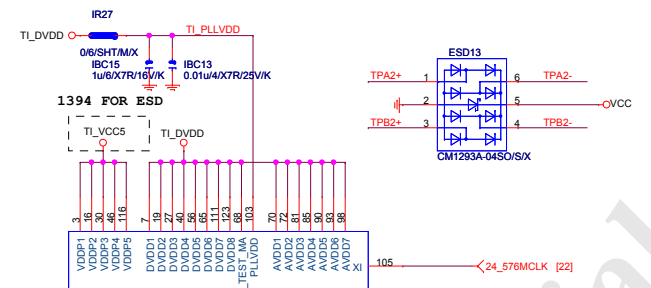 IR27
TI_DVDD
TI_PLLVDD
0/6/SHT/M/X
IBC15
1u/6/X7R/16V/K
IBC13
0.01u/4/X7R/25V/K
1394 FOR ESD
TI_VCC5
TI_DVDD
ESD13
TPA2+ 1 6 TPA2-
2 5 VCC
TPB2+ 3 4 TPB2-
CM1293A-04SO/S/X
3 16 30 46 116 7 19 27 40 56 65 111 123 68 103 70 72 81 85 90 93 98
VDDP1 VDDP2 VDDP3 VDDP4 VDDP5 DVDD1 DVDD2 DVDD3 DVDD4 DVDD5 DVDD6 DVDD7 DVDD8 _TEST_MA PLLVDD AVDD1 AVDD2 AVDD3 AVDD4 AVDD5 AVDD6 AVDD7
XI 105 24_576MCLK [22]